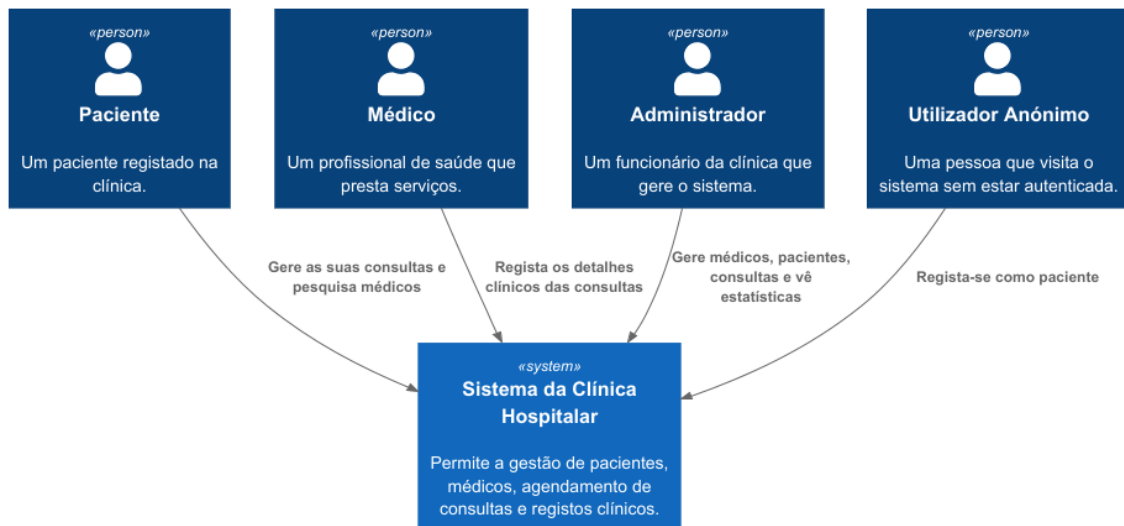 «person»
Paciente
Um paciente registado na
clínica.
«person»
Médico
Um profissional de saúde que
presta serviços.
«person»
Administrador
Um funcionário da clínica que
gere o sistema.
«person»
Utilizador Anónimo
Uma pessoa que visita o
sistema sem estar autenticada.
Gere as suas consultas e
pesquisa médicos
Regista os detalhes
clínicos das consultas
Gere médicos, pacientes,
consultas e vê
estatísticas
Regista-se como paciente
«system»
Sistema da Clínica
Hospitalar
Permite a gestão de pacientes,
médicos, agendamento de
consultas e registos clínicos.